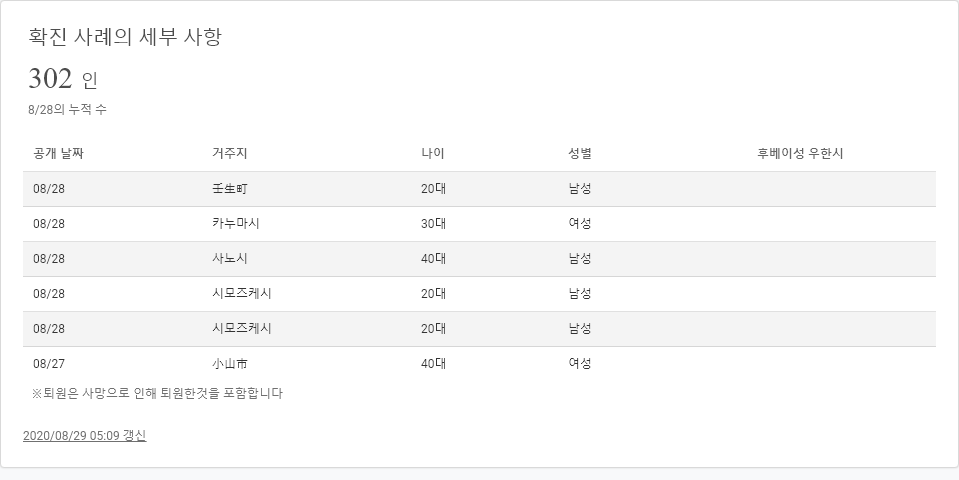 확진 사례의 세부 사항
302 인
8/28의 누적 수
공개 날짜 거주지 나이 성별 후베이성 우한시
08/28 壬生町 20대 남성
08/28 카누마시 30대 여성
08/28 사노시 40대 남성
08/28 시모즈케시 20대 남성
08/28 시모즈케시 20대 남성
08/27 小山市 40대 여성
※퇴원은 사망으로 인해 퇴원한것을 포함합니다
2020/08/29 05:09 갱신